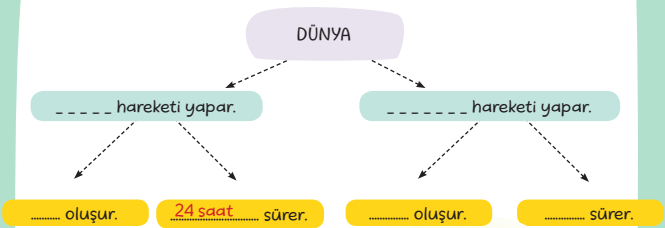 DÜNYA
_ _ _ _ _ hareketi yapar.
_ _ _ _ _ _ _ hareketi yapar.
........... oluşur.
24 saat sürer.
............... oluşur.
............... sürer.